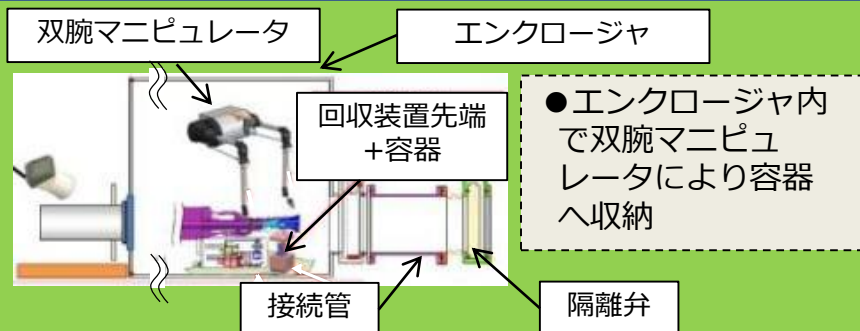 双腕マニピュレータ
エンクロージャ
回収装置先端
+容器
●エンクロージャ内
で双腕マニピュ
レータにより容器
へ収納
接続管
隔離弁